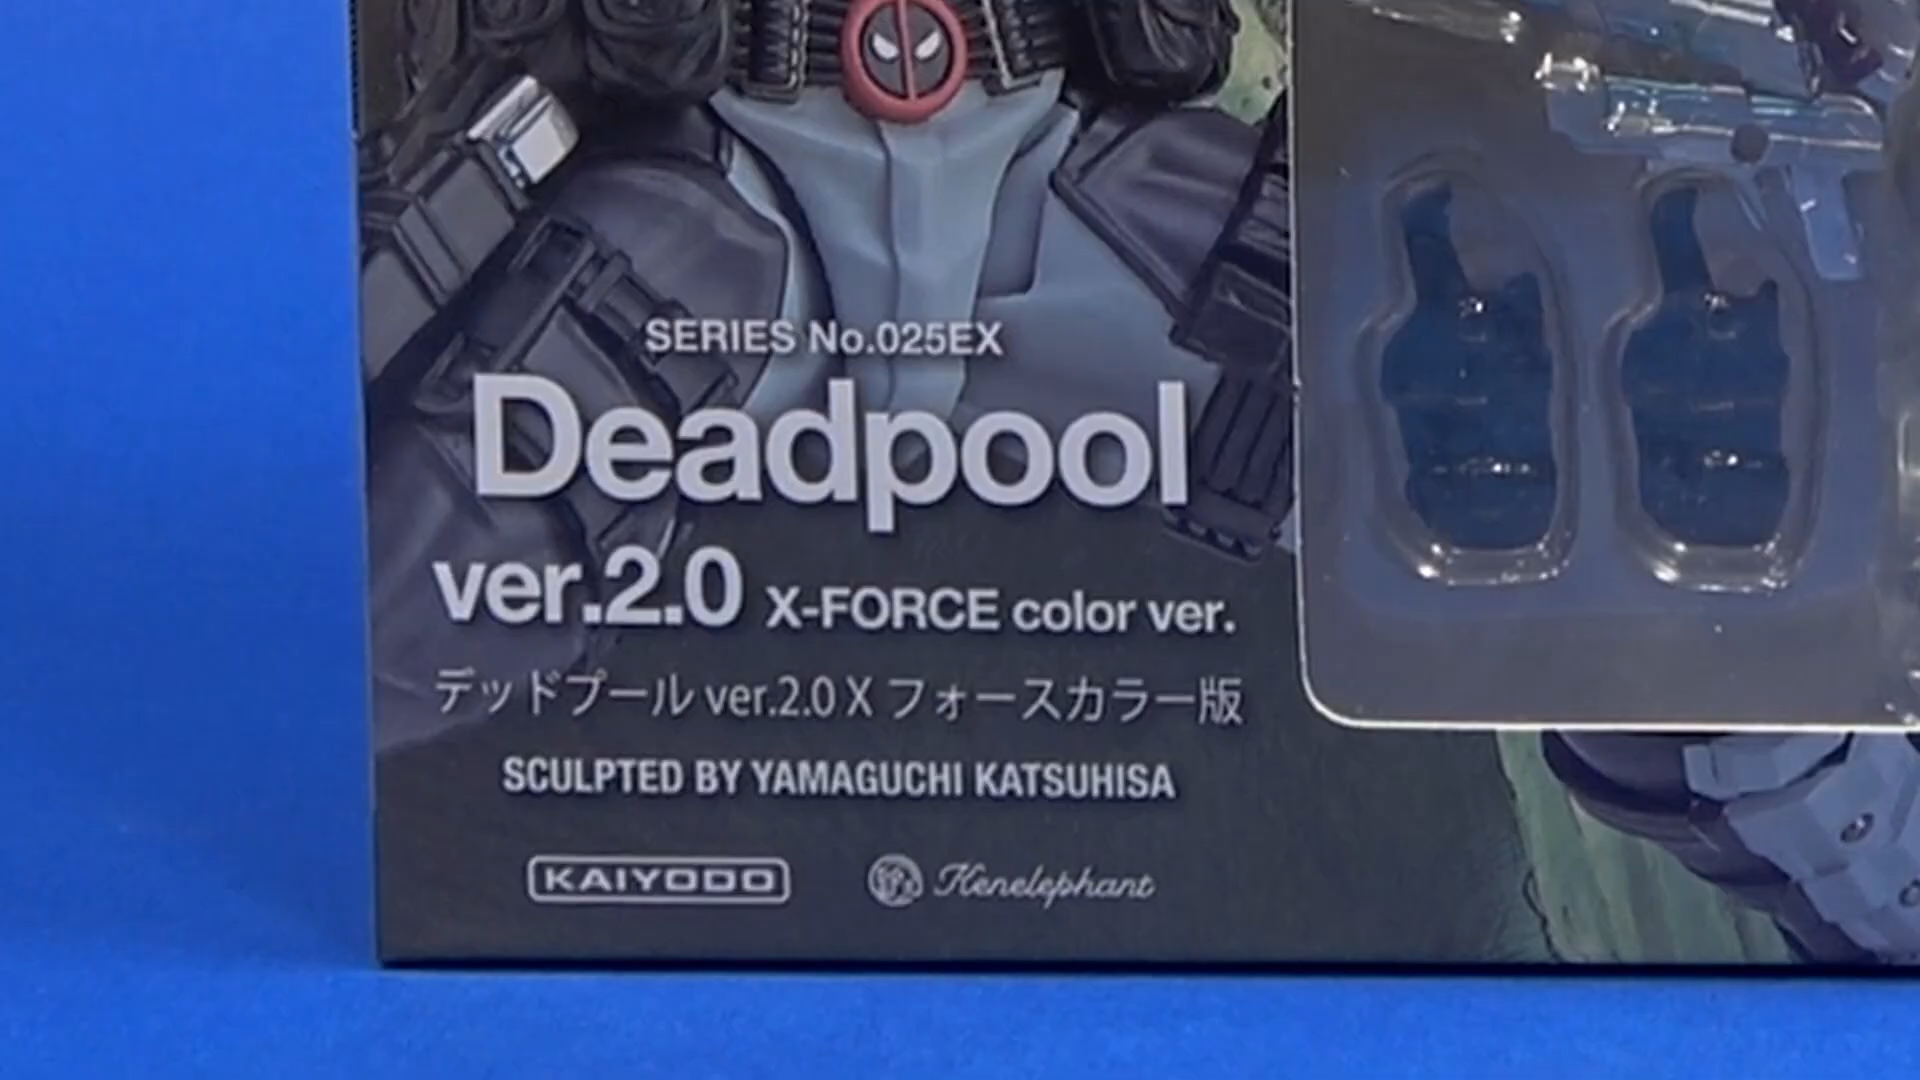 SERIES No.025EX
Deadpool
ver.2.0 X-FORCE color ver.
デッドプール ver.2.0 X フォースカラー版
SCULPTED BY YAMAGUCHI KATSUHISA
KAIYODO Kenelephant